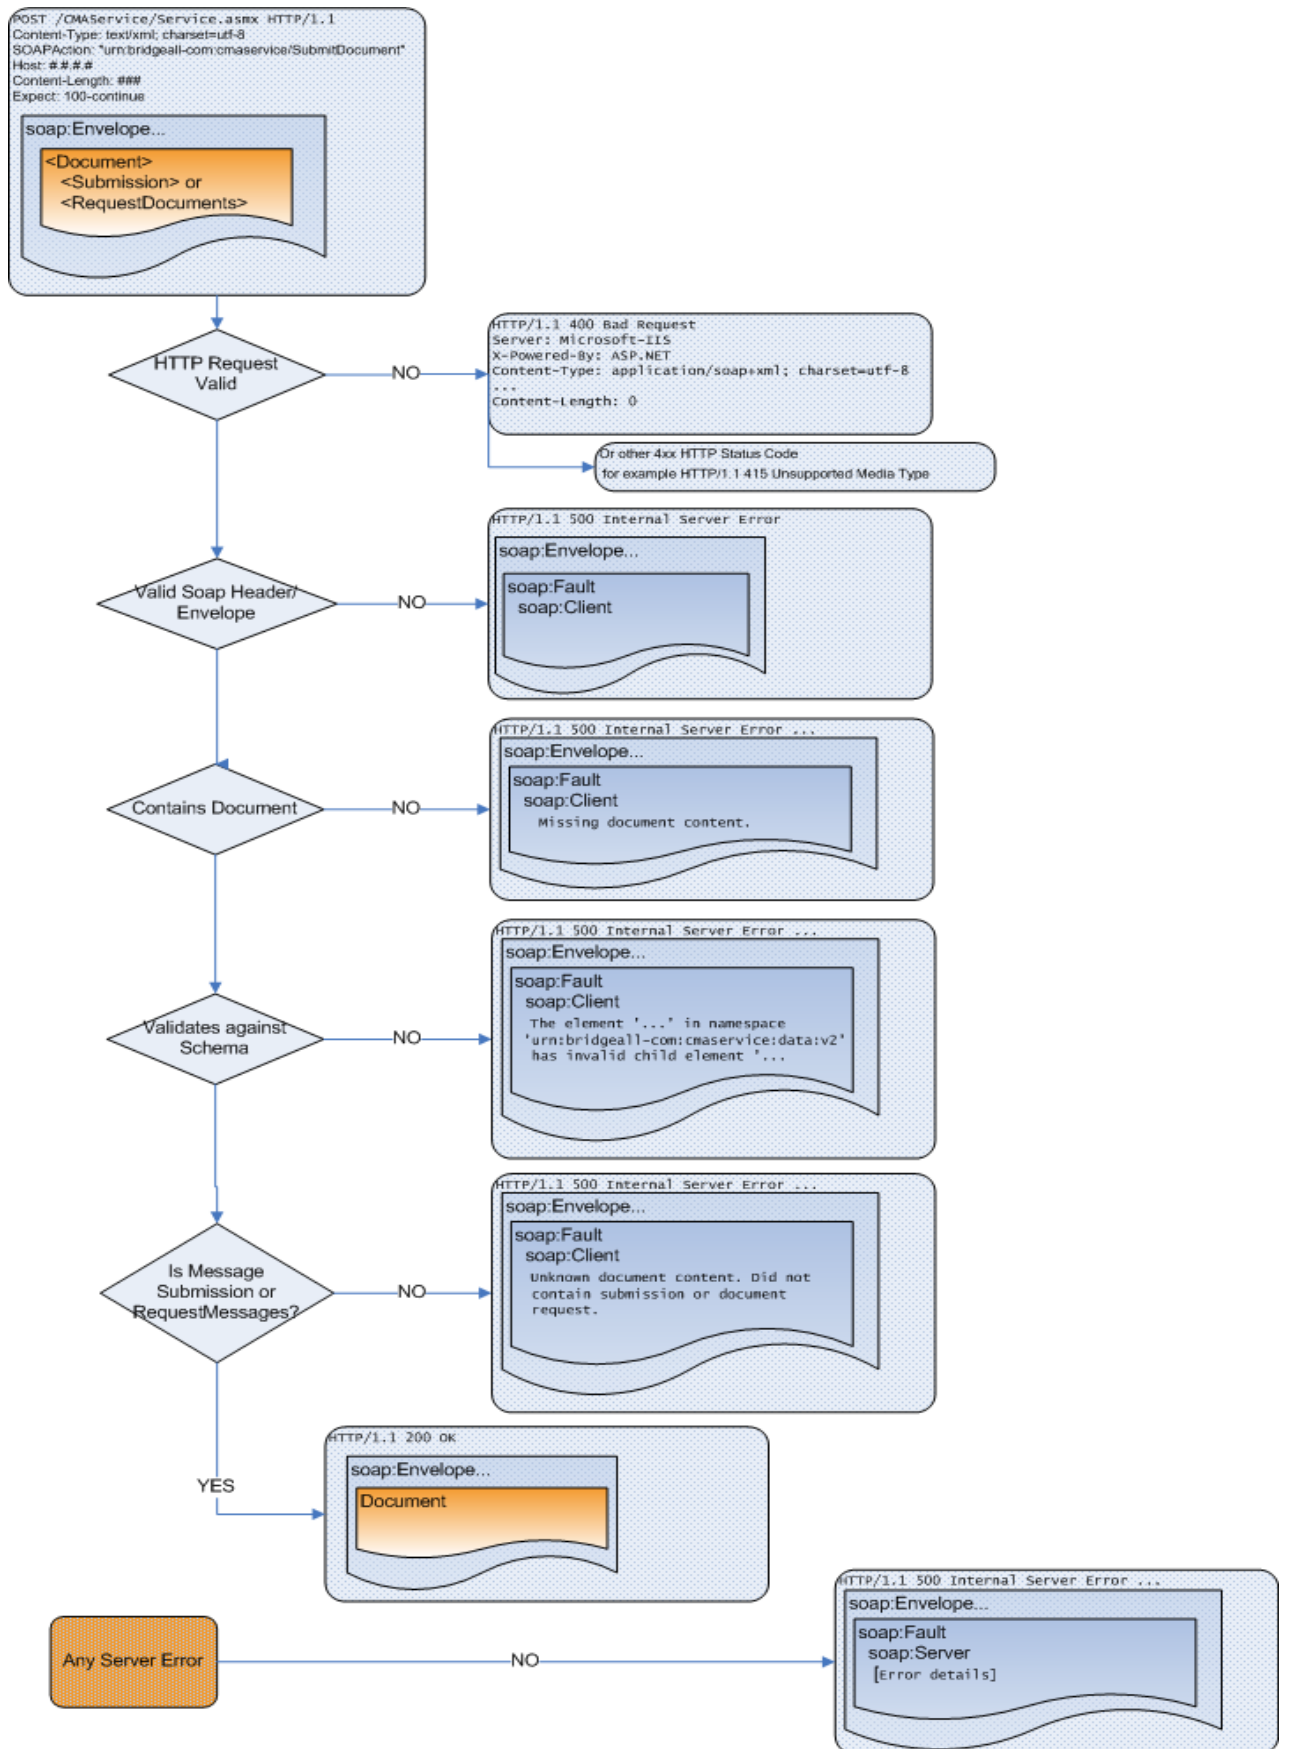 POST /CMAService/Service.asmx HTTP/1.1
Content-Type: text/xml; charset=utf-8
SOAPAction: "urn:bridgeall-com:cmaservice/SubmitDocument"
Host: #.#.#.#
Content-Length: ###
Expect: 100-continue
soap:Envelope...
<Document>
<Submission> or
<RequestDocuments>
HTTP Request
Valid
NO
HTTP/1.1 400 Bad Request
Server: Microsoft-IIS
X-Powered-By: ASP.NET
Content-Type: application/soap+xml; charset=utf-8
...
Content-Length: 0
Or other 4xx HTTP Status Code
for example HTTP/1.1 415 Unsupported Media Type
Valid Soap Header/
Envelope
NO
HTTP/1.1 500 Internal Server Error
soap:Envelope...
soap:Fault
soap:Client
Contains Document
NO
HTTP/1.1 500 Internal Server Error ...
soap:Envelope...
soap:Fault
soap:Client
Missing document content.
Validates against
Schema
NO
HTTP/1.1 500 Internal Server Error ...
soap:Envelope...
soap:Fault
soap:Client
The element '...' in namespace
'urn:bridgeall-com:cmaservice:data:v2'
has invalid child element '...
Is Message
Submission or
RequestMessages?
NO
HTTP/1.1 500 Internal Server Error ...
soap:Envelope...
soap:Fault
soap:Client
Unknown document content. Did not
contain submission or document
request.
YES
HTTP/1.1 200 OK
soap:Envelope...
Document
Any Server Error
NO
HTTP/1.1 500 Internal Server Error ...
soap:Envelope...
soap:Fault
soap:Server
[Error details]